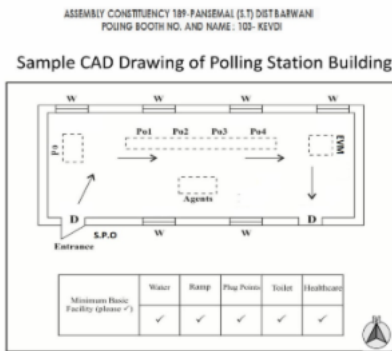 ASSEMBLY CONSTITUENCY 189-PANSEMAL (S.T) DIST BARWANI
POLING BOOTH NO. AND NAME : 103- KEVDI
Sample CAD Drawing of Polling Station Building
W W W W
Po1 Po2 Po3 Po4
Po
EVM
Agents
D D
S.P.O
Entrance
W W
Minimum Basic Facility (please ✓) Water Ramp Plug Points Toilet Healthcare
✓ ✓ ✓ ✓ ✓